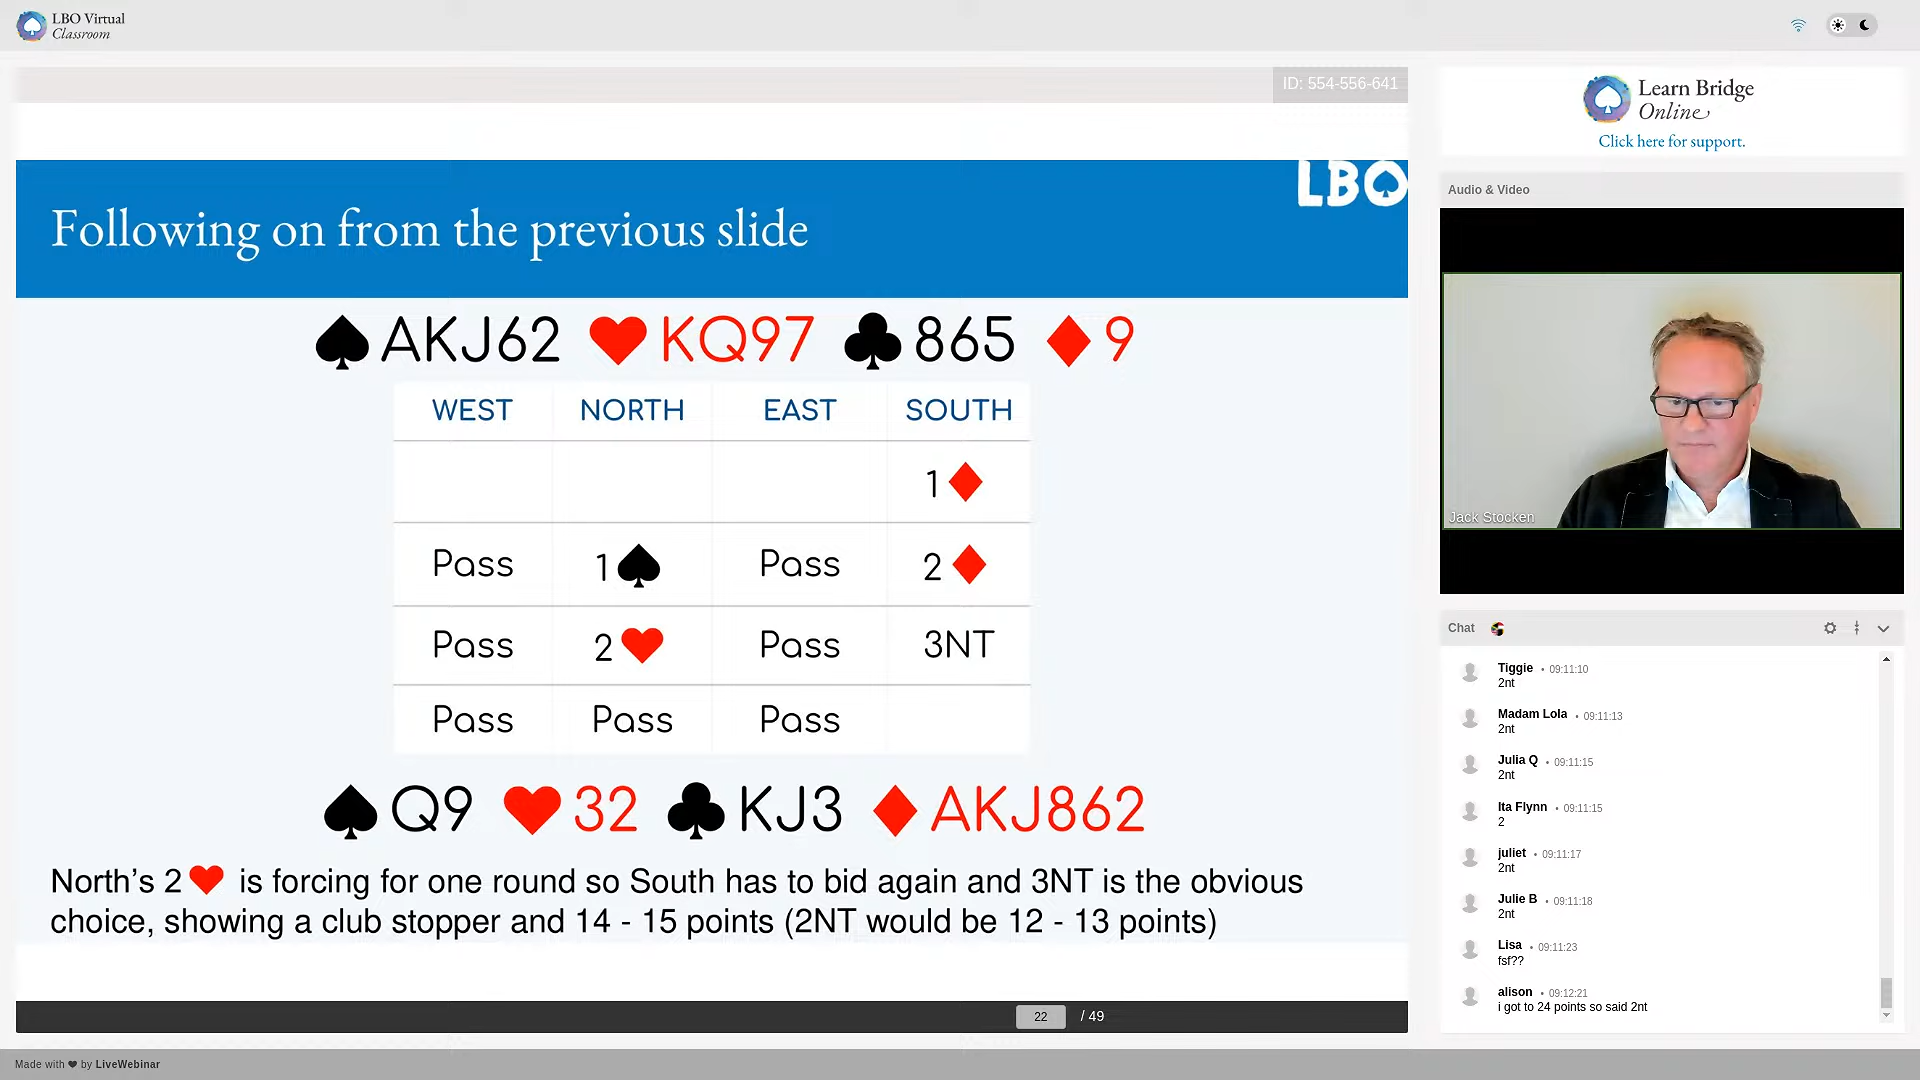 LBO Virtual
Classroom
ID: 554-556-641
LBO
Following on from the previous slide
♠ AKJ62 ♥ KQ97 ♣ 865 ♦ 9
WEST NORTH EAST SOUTH
1 ♦
Pass 1 ♠ Pass 2 ♦
Pass 2 ♥ Pass 3NT
Pass Pass Pass
♠ Q9 ♥ 32 ♣ KJ3 ♦ AKJ862
North's 2 ♥ is forcing for one round so South has to bid again and 3NT is the obvious
choice, showing a club stopper and 14 - 15 points (2NT would be 12 - 13 points)
22 / 49
Learn Bridge
Online
Click here for support.
Audio & Video
Jack Stocken
Chat
Tiggie • 09:11:10
2nt
Madam Lola • 09:11:13
2nt
Julia Q • 09:11:15
2nt
Ita Flynn • 09:11:15
2
juliet • 09:11:17
2nt
Julie B • 09:11:18
2nt
Lisa • 09:11:23
fsf??
alison • 09:12:21
i got to 24 points so said 2nt
Made with ❤ by LiveWebinar